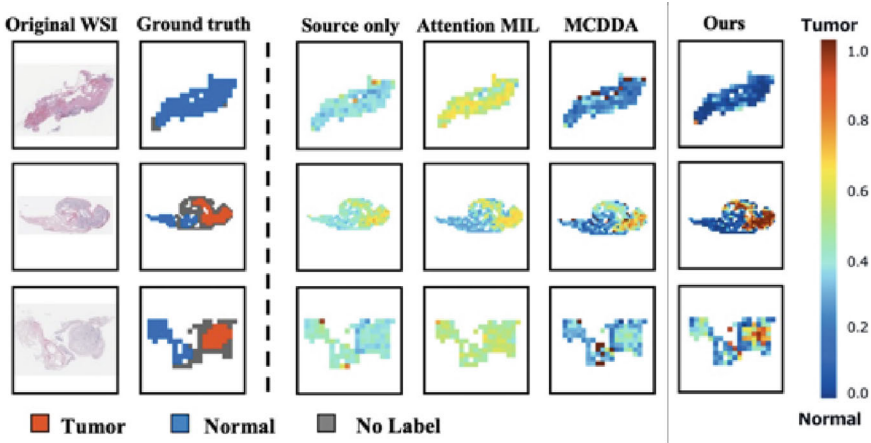 Original WSI Ground truth Source only Attention MIL MCDDA Ours Tumor
1.0
0.8
0.6
0.4
0.2
0.0
Normal
Tumor Normal No Label